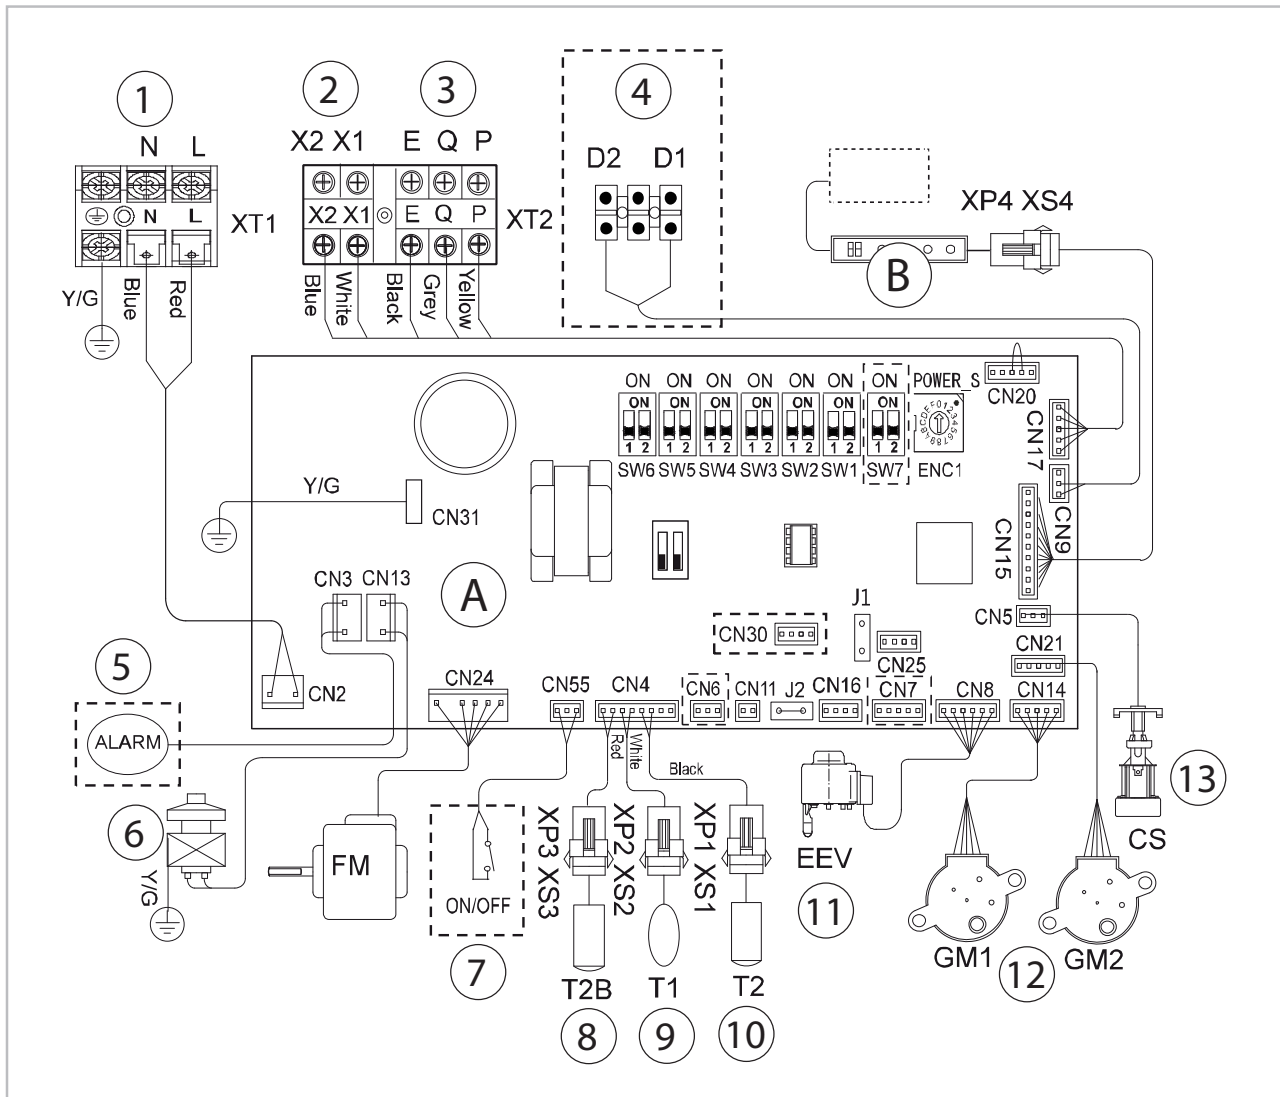 1
2
3
4
N L
X2 X1
E Q P
D2 D1
XP4 XS4
N L
XT1
X2 X1 E Q P
XT2
B
Y/G
Blue
Red
Blue
White
Black
Grey
Yellow
ON ON ON ON ON ON ON
POWER_S
CN20
ON ON ON ON ON ON ON
1 2 1 2 1 2 1 2 1 2 1 2 1 2
SW6 SW5 SW4 SW3 SW2 SW1 SW7
ENC1
0123456789ABCDEF
CN17
CN9
CN15
Y/G
CN31
A
CN3 CN13
J1
CN5
CN30
CN25
CN21
5
CN2
CN24
CN55
CN4
CN6
CN11
J2
CN16
CN7
CN8
CN14
ALARM
Red
White
Black
6
13
CS
Y/G
FM
ON/OFF
XP3 XS3
XP2 XS2
XP1 XS1
EEV
11
GM1
12
GM2
7
T2B
T1
T2
8
9
10